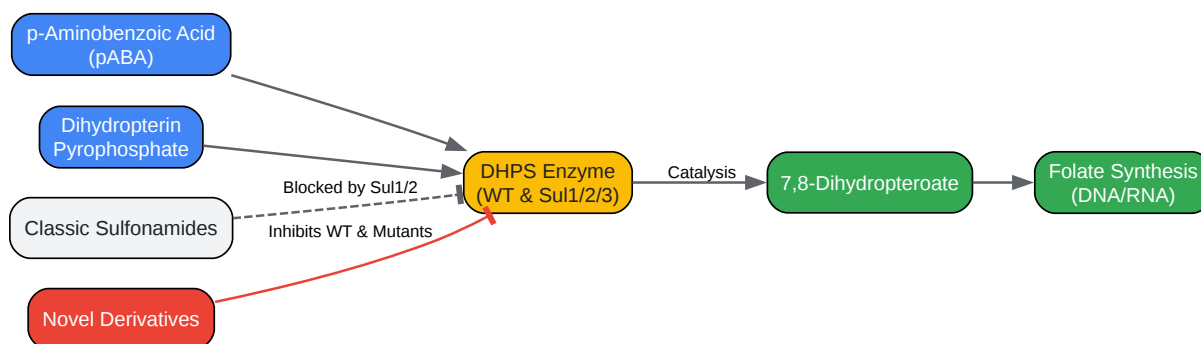 p-Aminobenzoic Acid
(pABA)
Dihydropterin
Pyrophosphate
Classic Sulfonamides
Novel Derivatives
Blocked by Sul1/2
Inhibits WT & Mutants
DHPS Enzyme
(WT & Sul1/2/3)
Catalysis
7,8-Dihydropteroate
Folate Synthesis
(DNA/RNA)